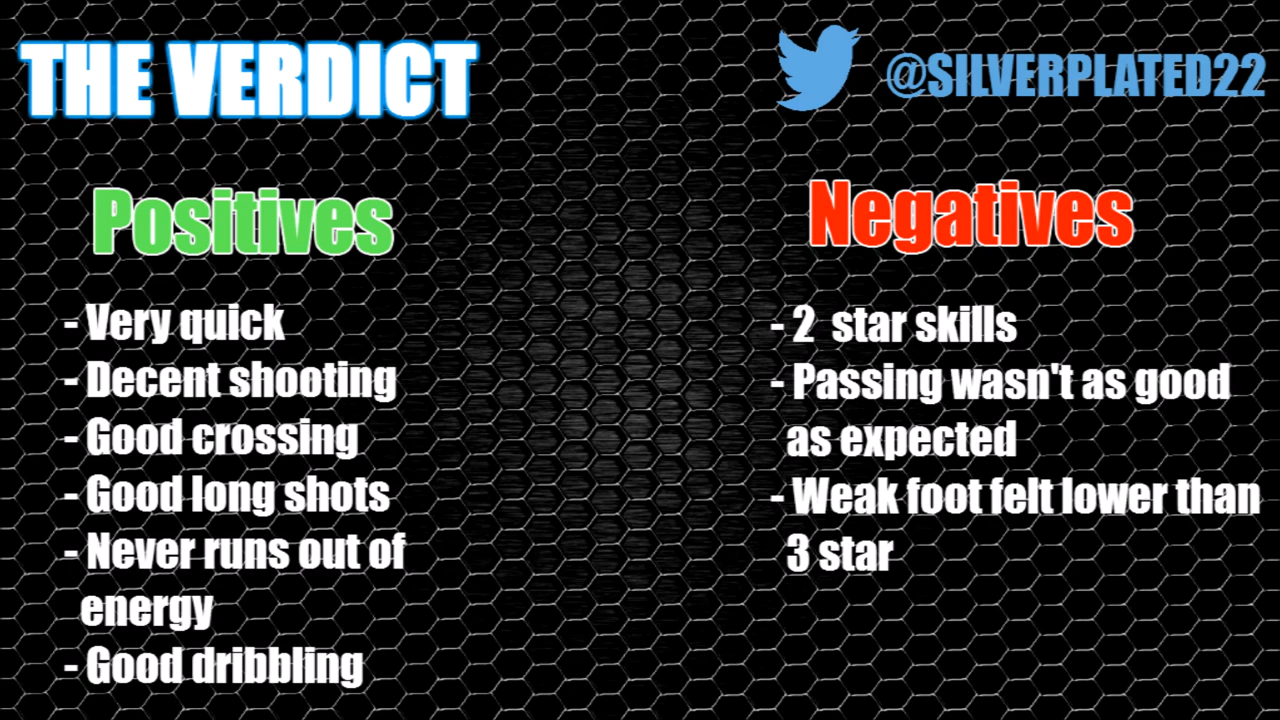 THE VERDICT
@SILVERPLATED22
Positives
- Very quick
- Decent shooting
- Good crossing
- Good long shots
- Never runs out of
energy
- Good dribbling
Negatives
- 2 star skills
- Passing wasn't as good
as expected
- Weak foot felt lower than
3 star